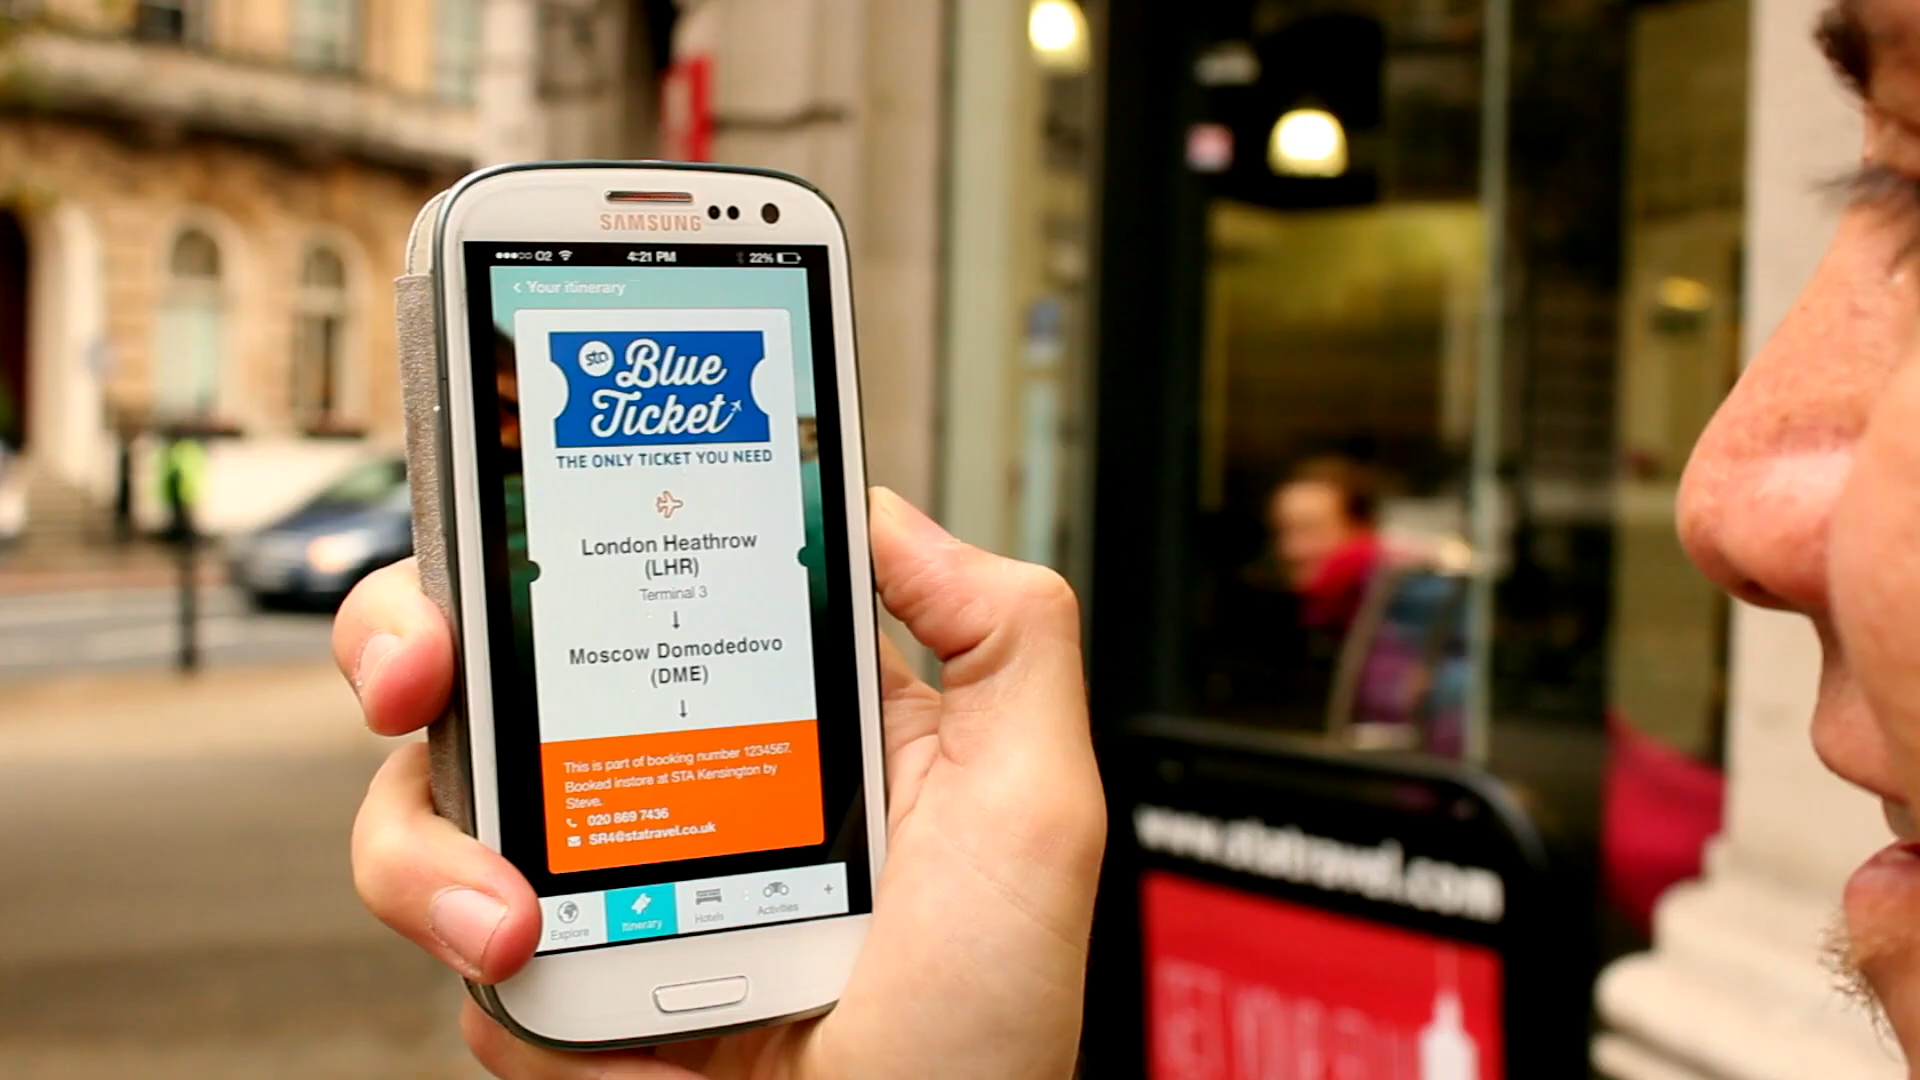 SAMSUNG
O2 4:21 PM 22%
< Your itinerary
sta Blue
Ticket
THE ONLY TICKET YOU NEED
London Heathrow
(LHR)
Terminal 3
↓
Moscow Domodedovo
(DME)
↓
This is part of booking number 1234567.
Booked instore at STA Kensington by
Steve.
020 869 7436
SR4@statravel.co.uk
Explore Itinerary Hotels Activities +
www.statravel.com